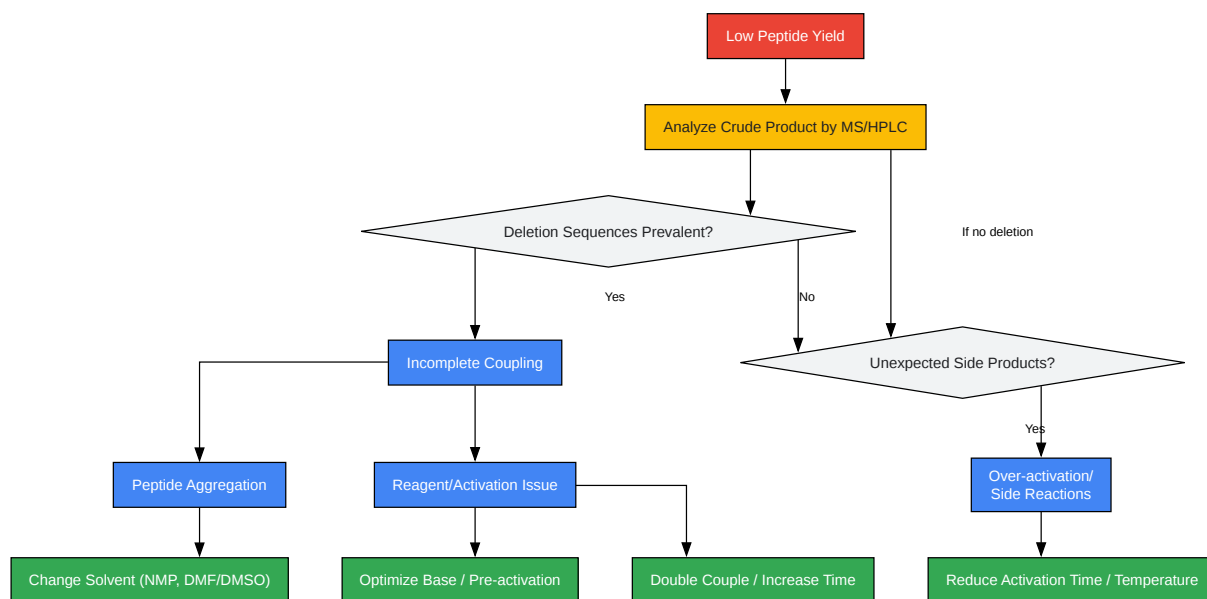 Low Peptide Yield
Analyze Crude Product by MS/HPLC
Deletion Sequences Prevalent?
If no deletion
Yes
No
Incomplete Coupling
Unexpected Side Products?
Yes
Peptide Aggregation
Reagent/Activation Issue
Over-activation/
Side Reactions
Change Solvent (NMP, DMF/DMSO)
Optimize Base / Pre-activation
Double Couple / Increase Time
Reduce Activation Time / Temperature